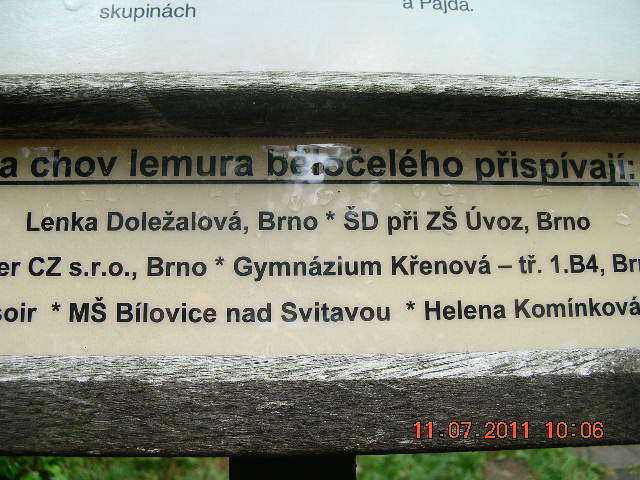 skupinách
a Pajda.
a chov lemura běločelého přispívají:
Lenka Doležalová, Brno * ŠD při ZŠ Úvoz, Brno
er CZ s.r.o., Brno * Gymnázium Křenová – tř. 1.B4, Br
soir * MŠ Bílovice nad Svitavou * Helena Komínková
11.07.2011 10:06